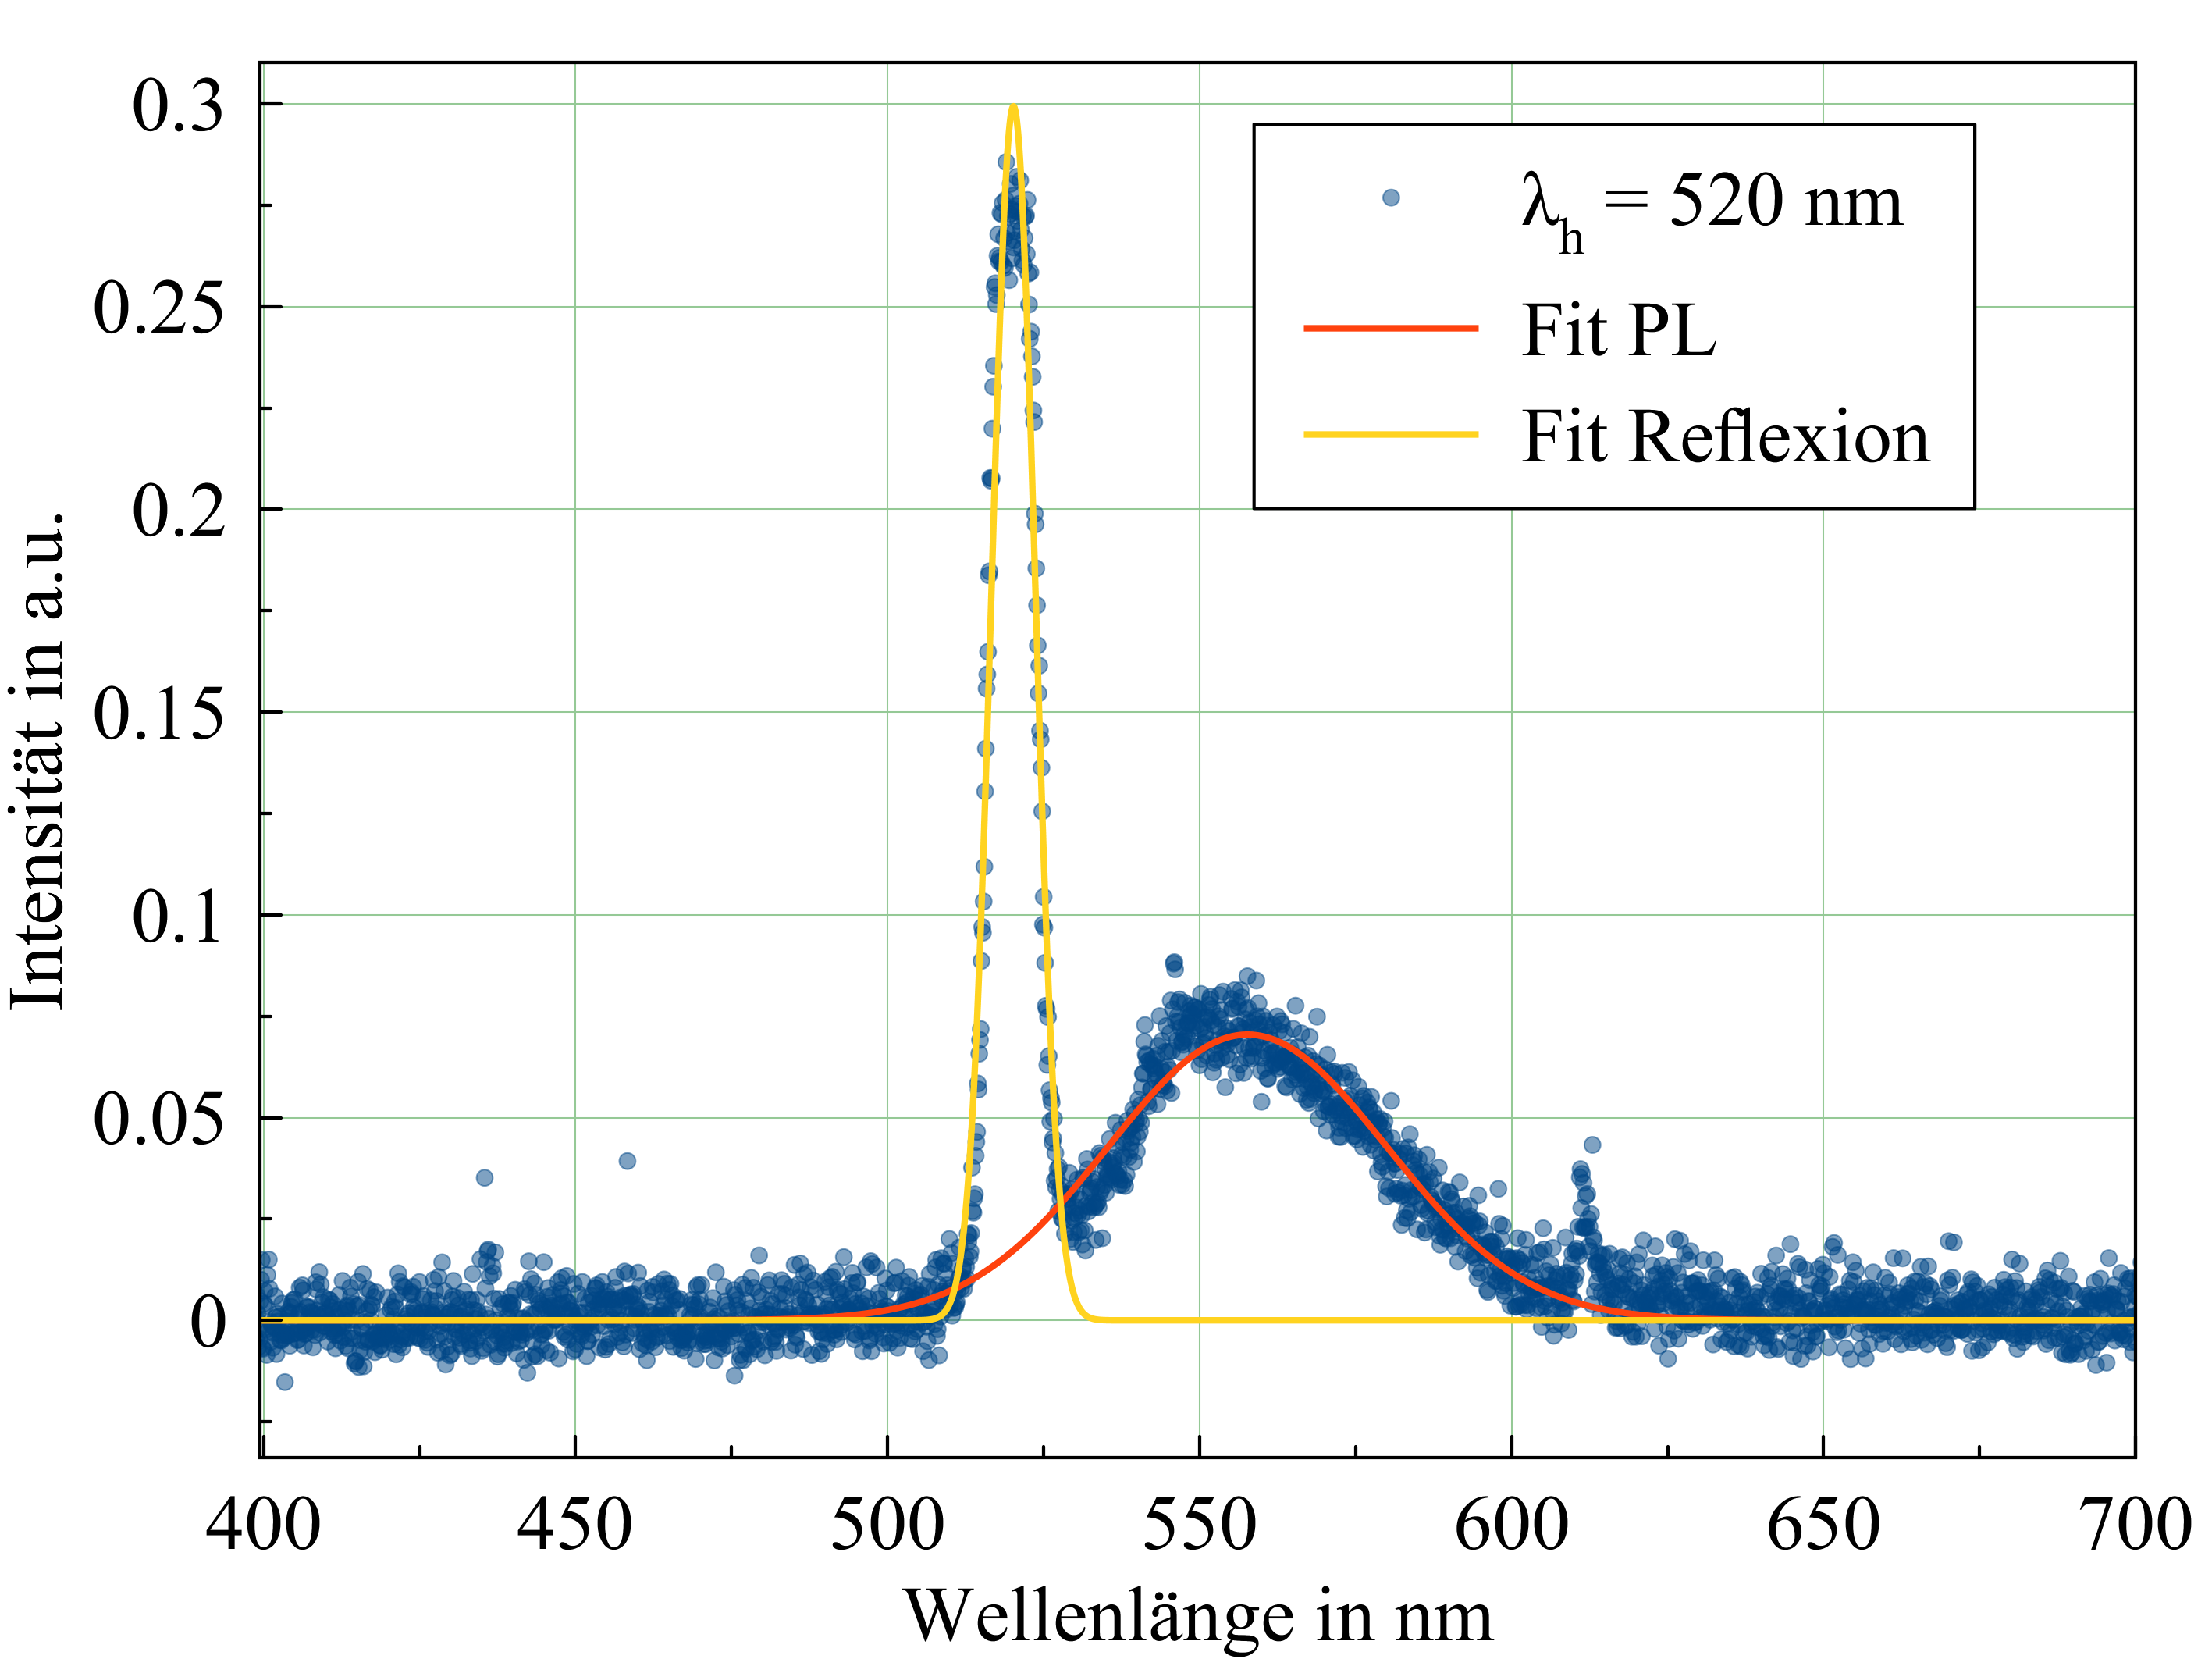 0.3
0.25
0.2
0.15
0.1
0.05
0
Intensität in a.u.
λh = 520 nm
Fit PL
Fit Reflexion
400 450 500 550 600 650 700
Wellenlänge in nm